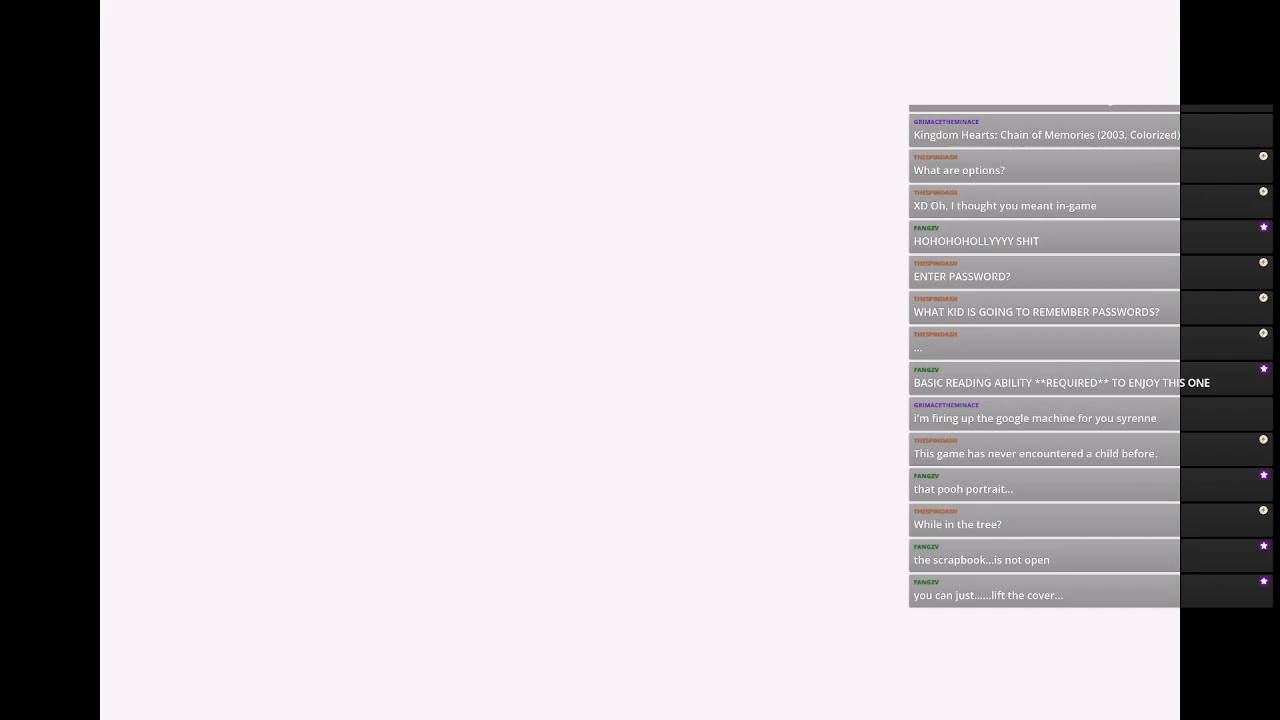 GRIMACETHEMINACE
Kingdom Hearts: Chain of Memories (2003, Colorized)
THESPINDASH
What are options?
THESPINDASH
XD Oh, I thought you meant in-game
FANGZV
HOHOHOHOLLYYYY SHIT
THESPINDASH
ENTER PASSWORD?
THESPINDASH
WHAT KID IS GOING TO REMEMBER PASSWORDS?
THESPINDASH
...
FANGZV
BASIC READING ABILITY **REQUIRED** TO ENJOY THIS ONE
GRIMACETHEMINACE
i'm firing up the google machine for you syrenne
THESPINDASH
This game has never encountered a child before.
FANGZV
that pooh portrait...
THESPINDASH
While in the tree?
FANGZV
the scrapbook...is not open
FANGZV
you can just......lift the cover...